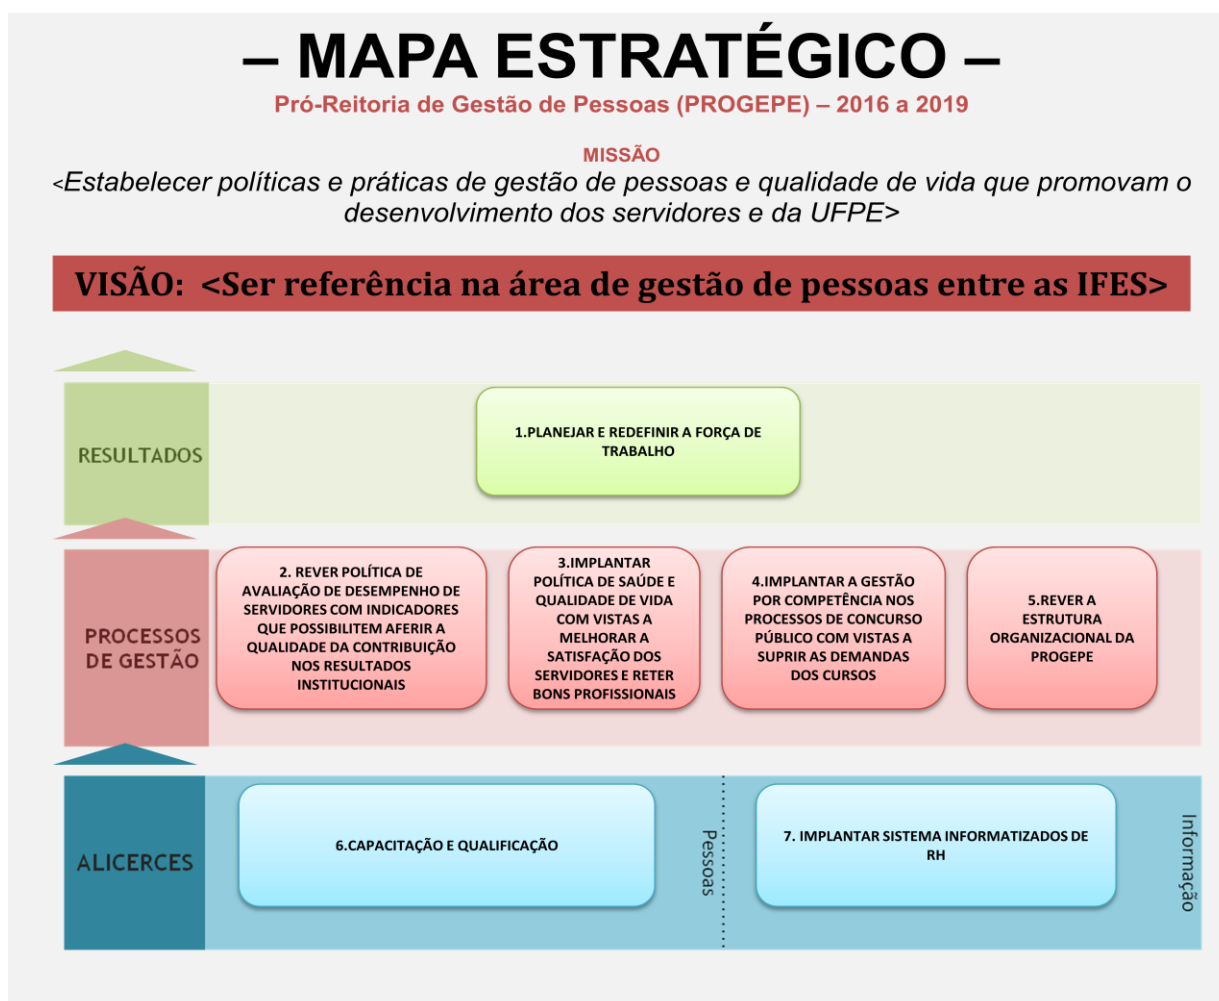 – MAPA ESTRATÉGICO –
Pró-Reitoria de Gestão de Pessoas (PROGEPE) – 2016 a 2019
MISSÃO
<Estabelecer políticas e práticas de gestão de pessoas e qualidade de vida que promovam o
desenvolvimento dos servidores e da UFPE>
VISÃO: <Ser referência na área de gestão de pessoas entre as IFES>
RESULTADOS
1.PLANEJAR E REDEFINIR A FORÇA DE
TRABALHO
PROCESSOS
DE GESTÃO
2. REVER POLÍTICA DE
AVALIAÇÃO DE DESEMPENHO DE
SERVIDORES COM INDICADORES
QUE POSSIBILITEM AFERIR A
QUALIDADE DA CONTRIBUIÇÃO
NOS RESULTADOS
INSTITUCIONAIS
3.IMPLANTAR
POLÍTICA DE SAÚDE E
QUALIDADE DE VIDA
COM VISTAS A
MELHORAR A
SATISFAÇÃO DOS
SERVIDORES E RETER
BONS PROFISSIONAIS
4.IMPLANTAR A GESTÃO
POR COMPETÊNCIA NOS
PROCESSOS DE CONCURSO
PÚBLICO COM VISTAS A
SUPRIR AS DEMANDAS
DOS CURSOS
5.REVER A
ESTRUTURA
ORGANIZACIONAL DA
PROGEPE
ALICERCES
6.CAPACITAÇÃO E QUALIFICAÇÃO
Pessoas
7. IMPLANTAR SISTEMA INFORMATIZADOS DE
RH
Informação